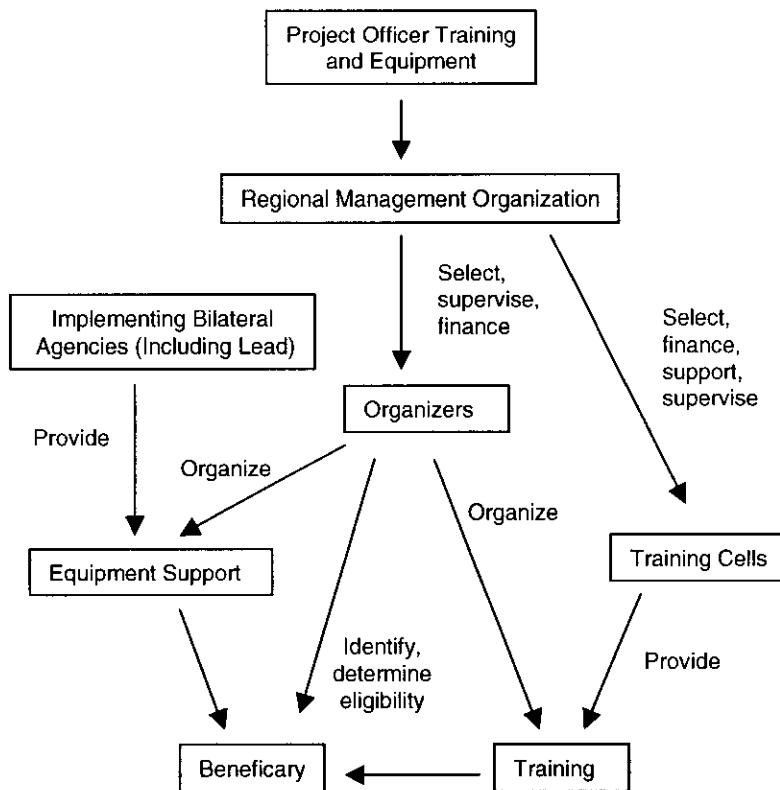 Project Officer Training
and Equipment
Regional Management Organization
Select,
supervise,
finance
Select,
finance,
support,
supervise
Implementing Bilateral
Agencies (Including Lead)
Organizers
Provide
Organize
Organize
Equipment Support
Training Cells
Identify,
determine
eligibility
Provide
Beneficary
Training